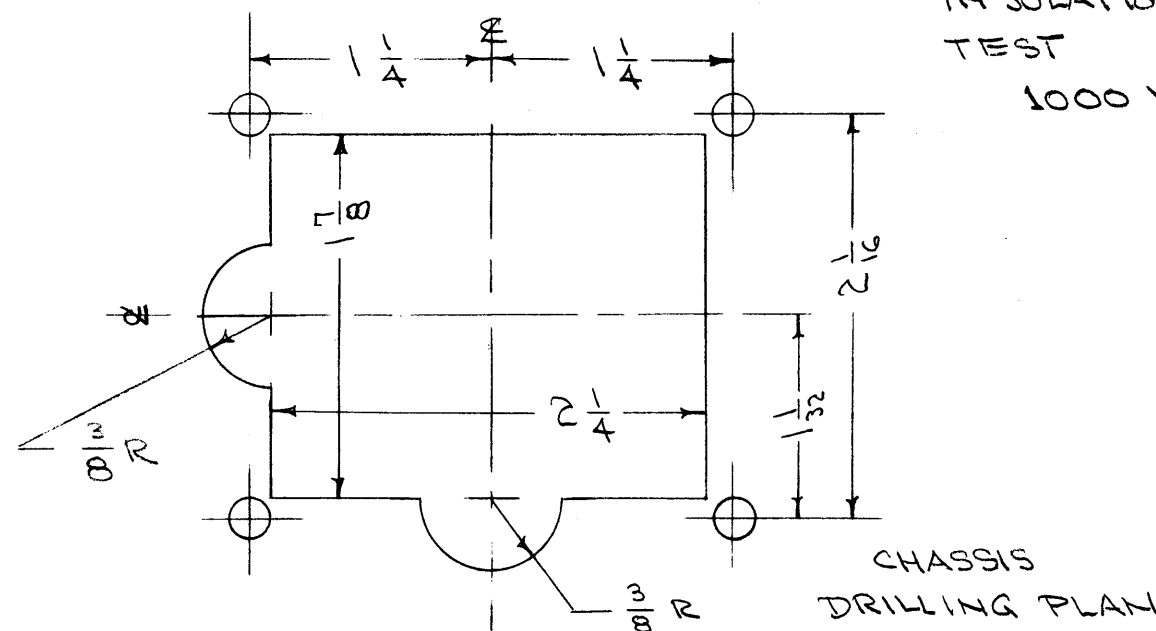 INSULATIO
TEST
1000 V
℄
1 1/4
1 1/4
1 7/8
2 1/16
℄
2 1/4
1 1/32
3/8 R
3/8 R
CHASSIS
DRILLING PLAN